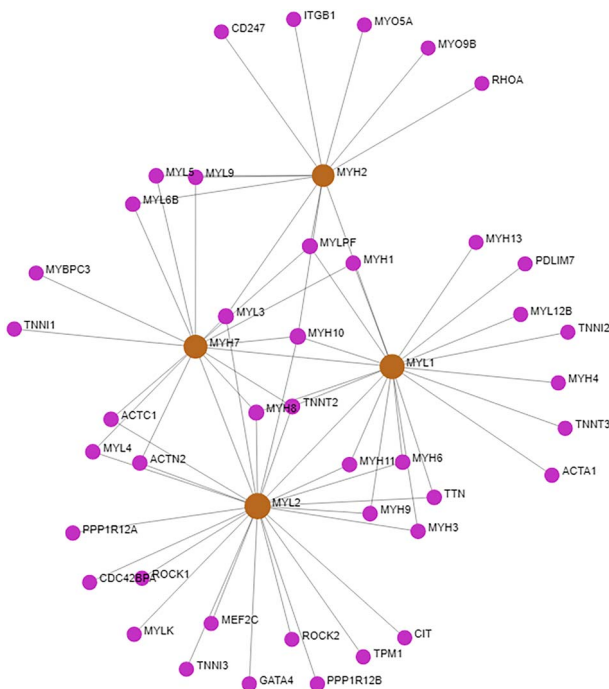 ITGB1
CD247
MYO5A
MYO9B
RHOA
MYH2
MYL5
MYL9
MYL6B
MYLPF
MYH13
MYH1
PDLIM7
MYBPC3
MYL3
MYL12B
TNNI1
TNNI2
MYH10
MYH7
MYL1
MYH4
TNNT2
MYH8
ACTC1
TNNT3
MYL4
ACTN2
MYH11
MYH6
ACTA1
TTN
MYL2
MYH9
MYH3
PPP1R12A
CDC42BPA
ROCK1
MEF2C
MYLK
ROCK2
CIT
TPM1
TNNI3
GATA4
PPP1R12B